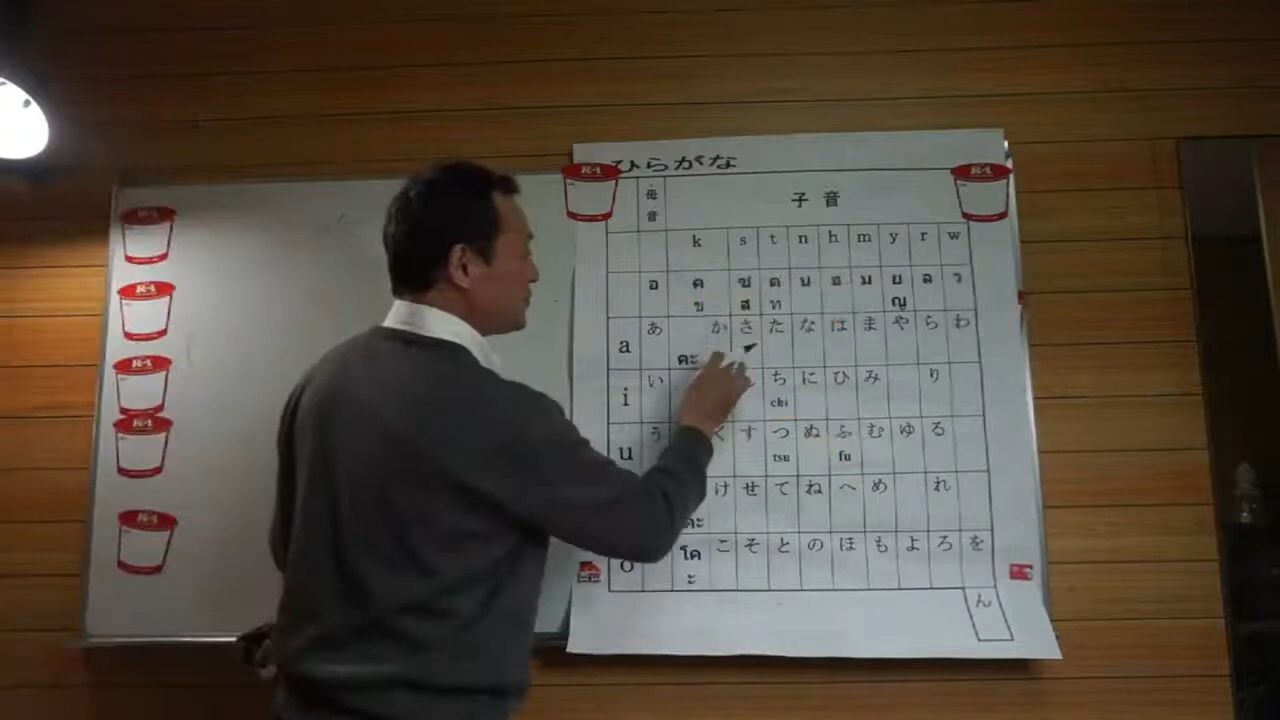 ひらがな
母音
子音
k s t n h m y r w
อ ค ซ ต น ฮ ม ย ล ว
ข ส ท ญ
a あ か さ た な は ま や ら わ
คะ
i い ち に ひ み り
chi
u う く す つ ぬ ふ む ゆ る
tsu fu
け せ て ね へ め れ
คะ
o こ そ と の ほ も よ ろ を
โค
ะ
ん